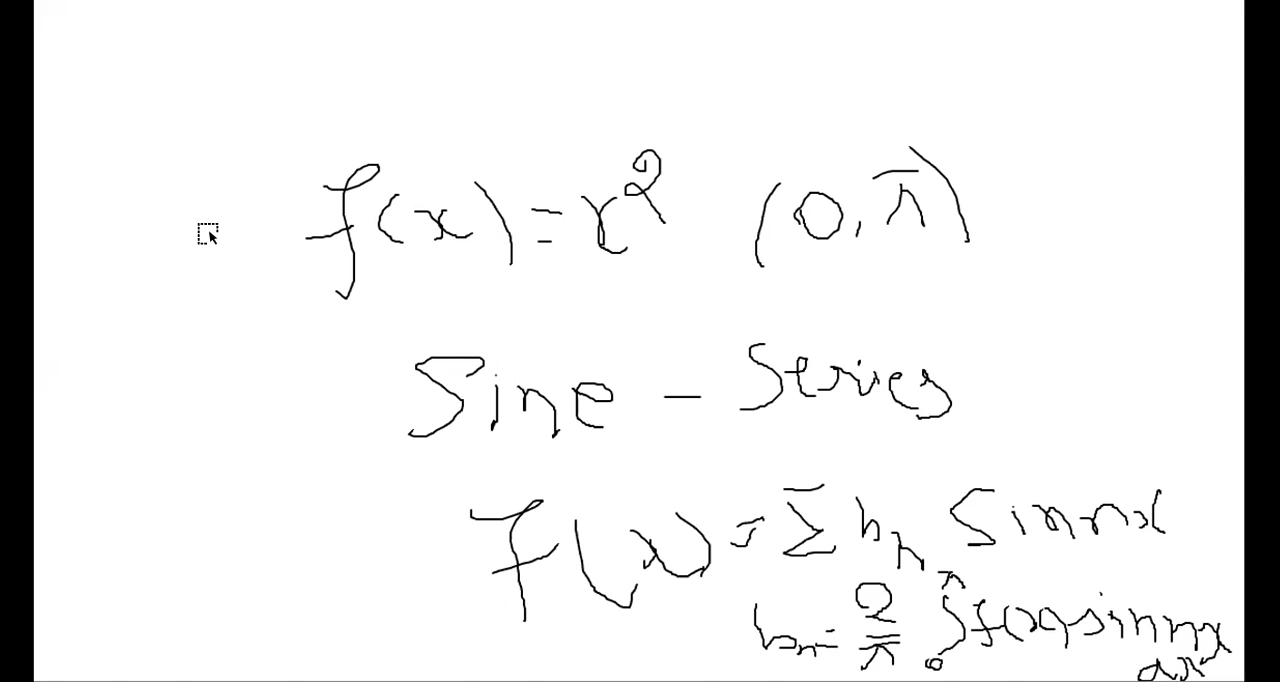 f(x) = x² (0, π)
Sine - Series
f(x) = Σ bₙ Sin nx
bₙ = 2/π ∫₀^π f(x) sin nx dx